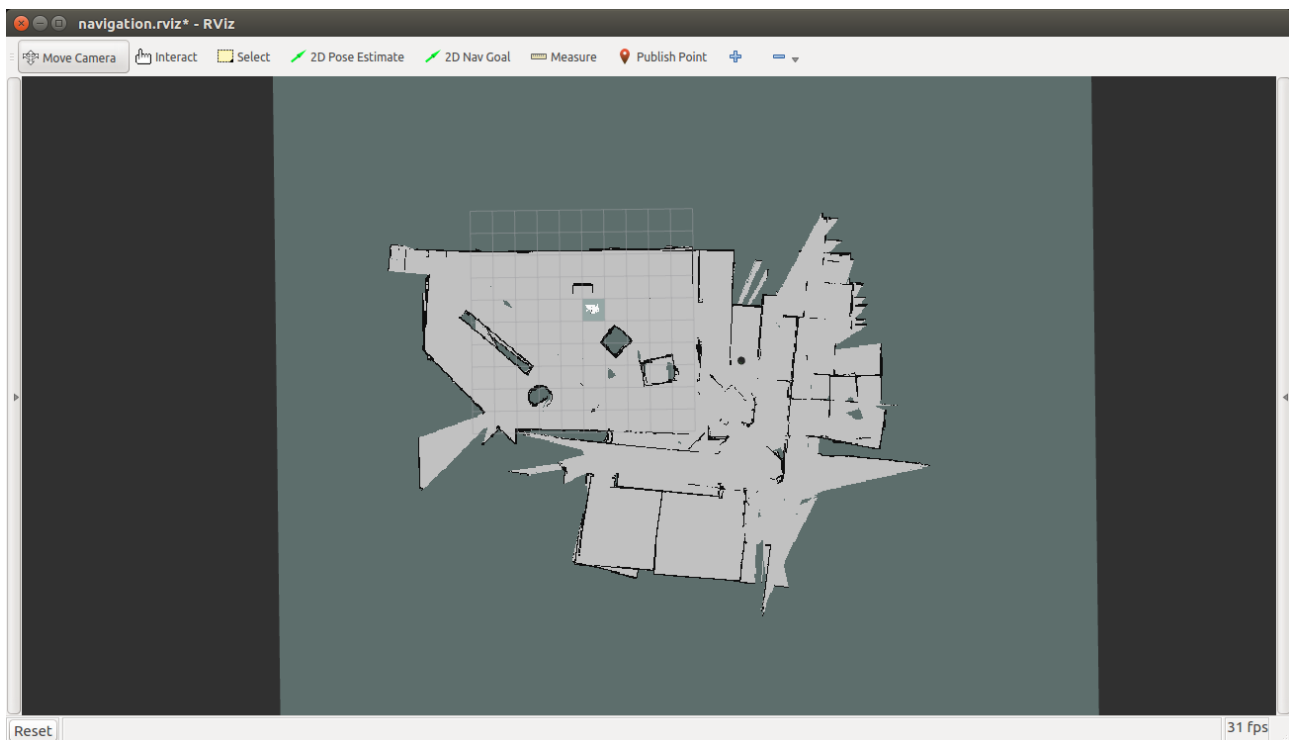 navigation.rviz* - RViz
Move Camera Interact Select 2D Pose Estimate 2D Nav Goal Measure Publish Point
Reset 31 fps